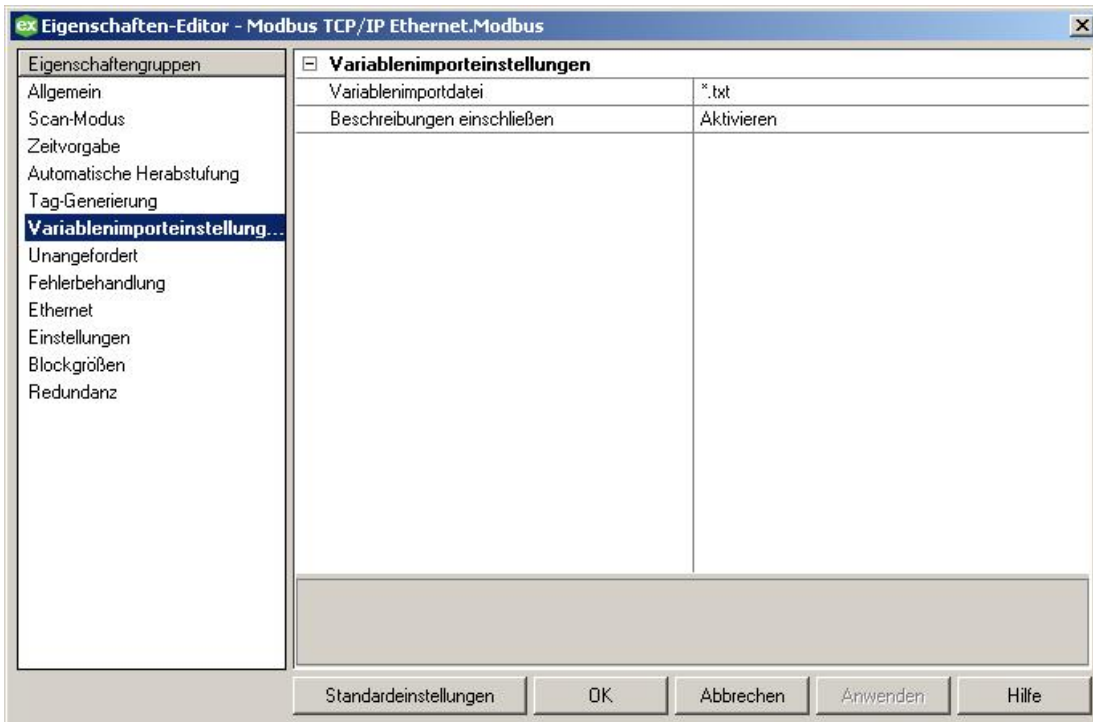 ex Eigenschaften-Editor - Modbus TCP/IP Ethernet.Modbus
Eigenschaftengruppen
Allgemein
Scan-Modus
Zeitvorgabe
Automatische Herabstufung
Tag-Generierung
Variablenimporteinstellung...
Unangefordert
Fehlerbehandlung
Ethernet
Einstellungen
Blockgrößen
Redundanz
Variablenimporteinstellungen
Variablenimportdatei *.txt
Beschreibungen einschließen Aktivieren
Standardeinstellungen OK Abbrechen Anwenden Hilfe